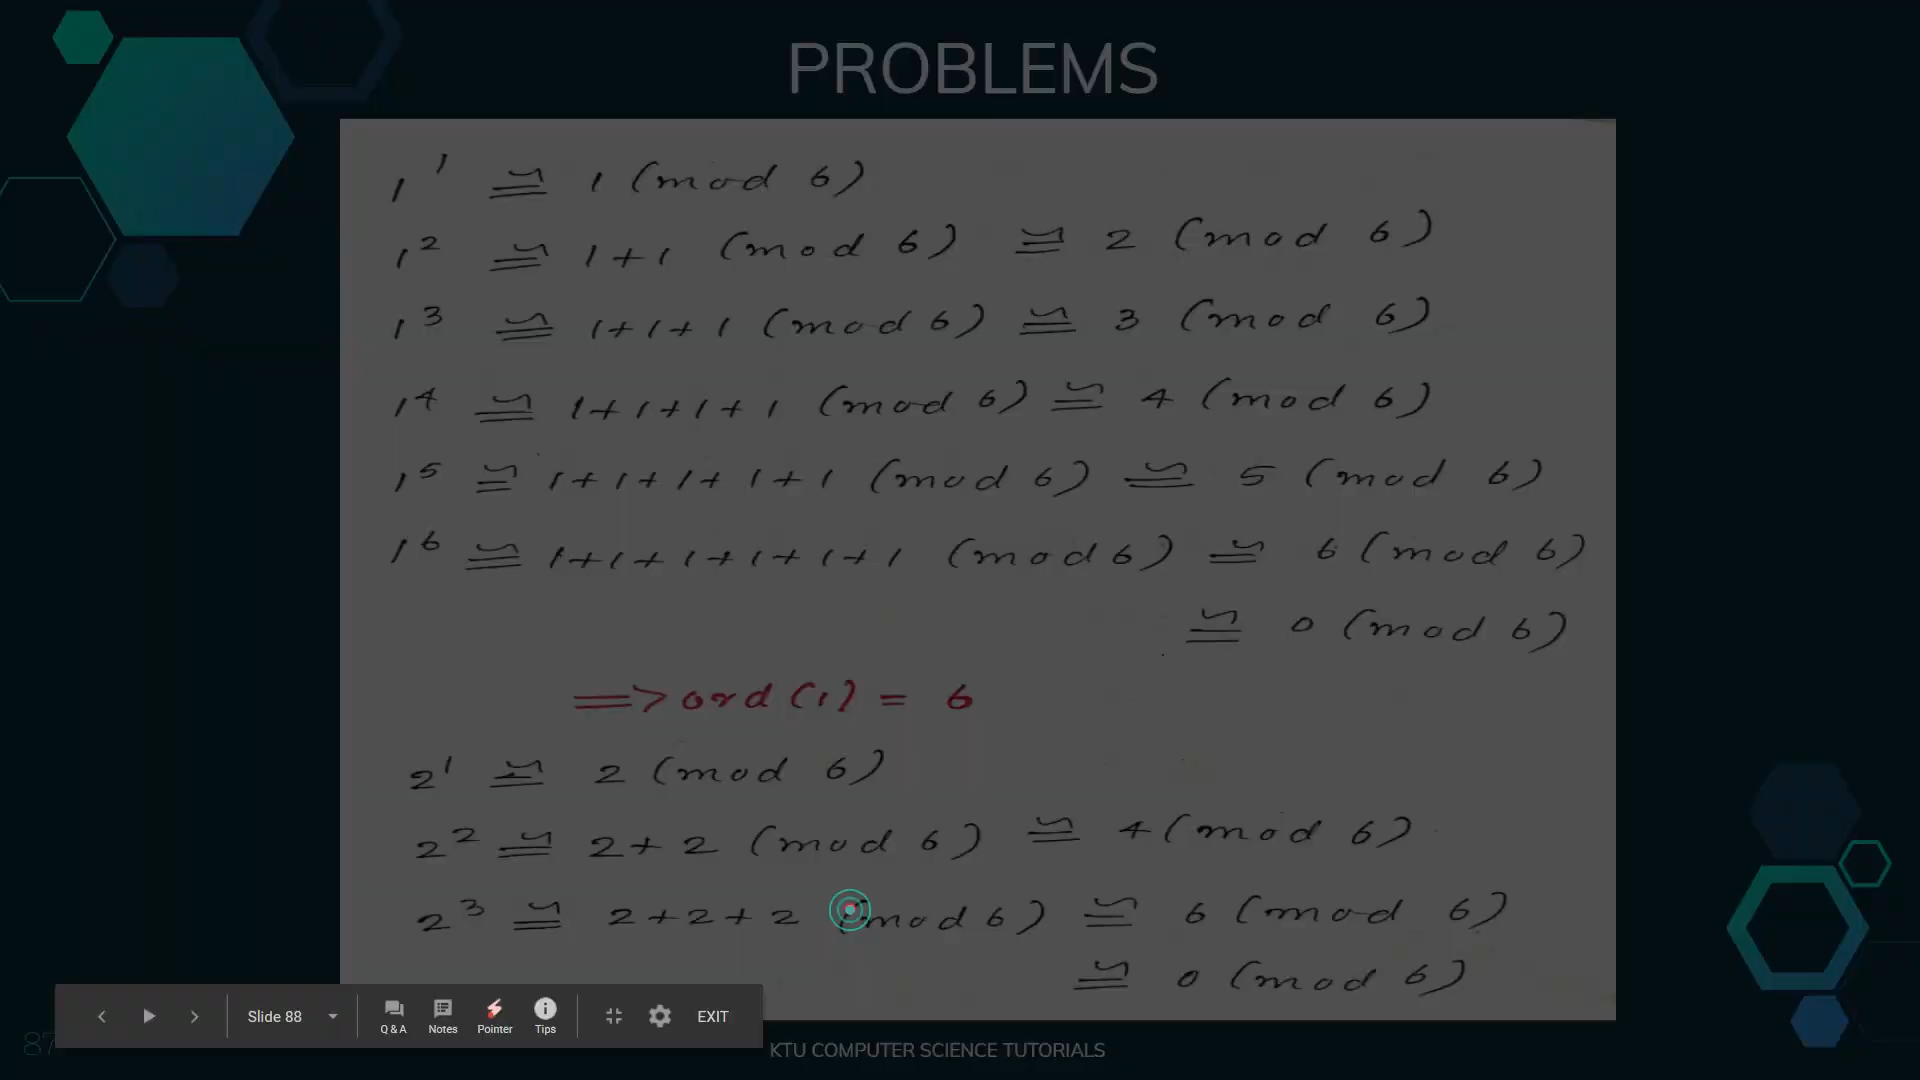 PROBLEMS
1¹ ≅ 1 (mod 6)
1² ≅ 1+1 (mod 6) ≅ 2 (mod 6)
1³ ≅ 1+1+1 (mod 6) ≅ 3 (mod 6)
1⁴ ≅ 1+1+1+1 (mod 6) ≅ 4 (mod 6)
1⁵ ≅ 1+1+1+1+1 (mod 6) ≅ 5 (mod 6)
1⁶ ≅ 1+1+1+1+1+1 (mod 6) ≅ 6 (mod 6)
≅ 0 (mod 6)
=> ord (1) = 6
2¹ ≅ 2 (mod 6)
2² ≅ 2+2 (mod 6) ≅ 4 (mod 6)
2³ ≅ 2+2+2 (mod 6) ≅ 6 (mod 6)
≅ 0 (mod 6)
Slide 88 Q & A Notes Pointer Tips EXIT
87
KTU COMPUTER SCIENCE TUTORIALS